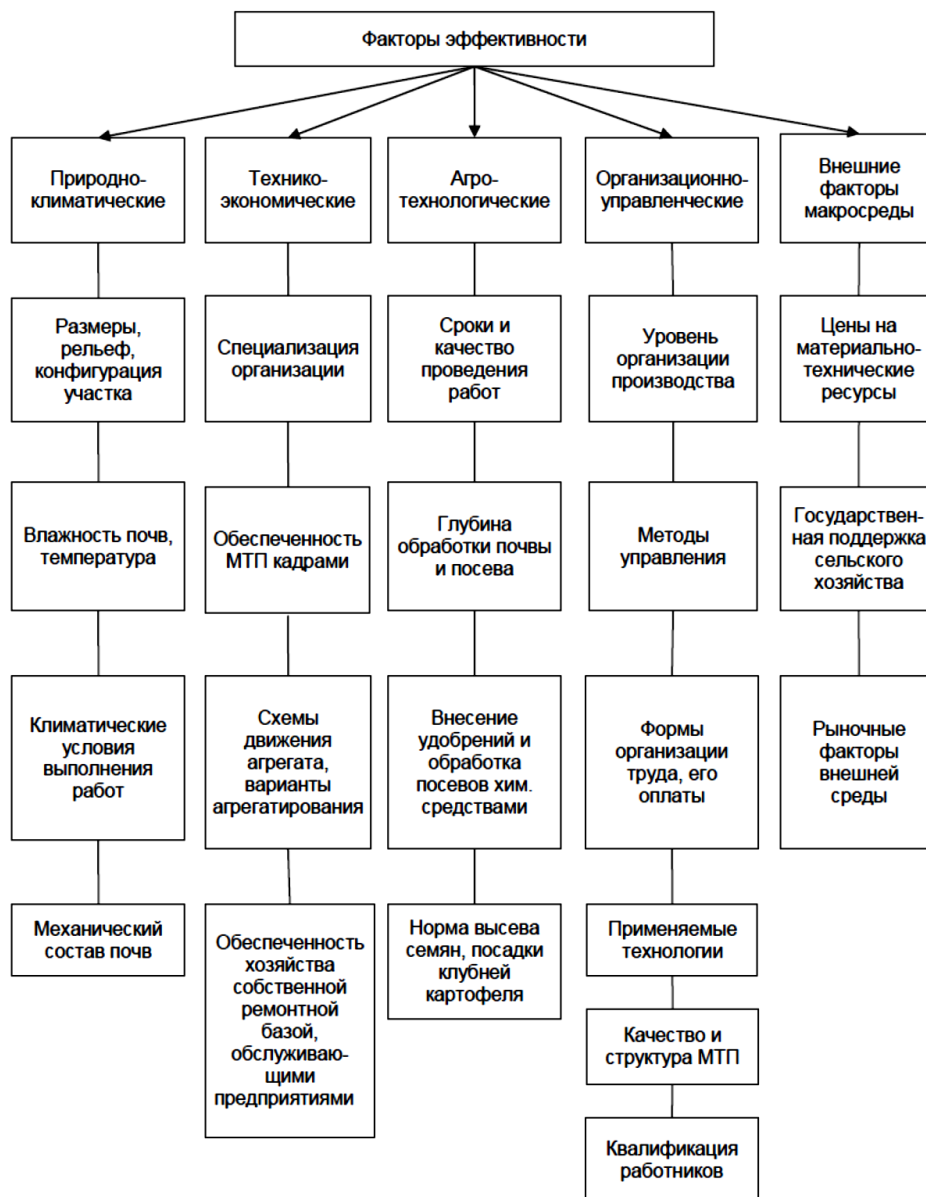 Факторы эффективности
Природно-
климатические
Технико-
экономические
Агро-
технологические
Организационно-
управленческие
Внешние
факторы
макросреды
Размеры,
рельеф,
конфигурация
участка
Специализация
организации
Сроки и
качество
проведения
работ
Уровень
организации
производства
Цены на
материально-
технические
ресурсы
Влажность почв,
температура
Обеспеченность
МТП кадрами
Глубина
обработки почвы
и посева
Методы
управления
Государствен-
ная поддержка
сельского
хозяйства
Климатические
условия
выполнения
работ
Схемы
движения
агрегата,
варианты
агрегатирования
Внесение
удобрений и
обработка
посевов хим.
средствами
Формы
организации
труда, его
оплаты
Рыночные
факторы
внешней
среды
Механический
состав почв
Обеспеченность
хозяйства
собственной
ремонтной
базой,
обслуживаю-
щими
предприятиями
Норма высева
семян, посадки
клубней
картофеля
Применяемые
технологии
Качество и
структура МТП
Квалификация
работников